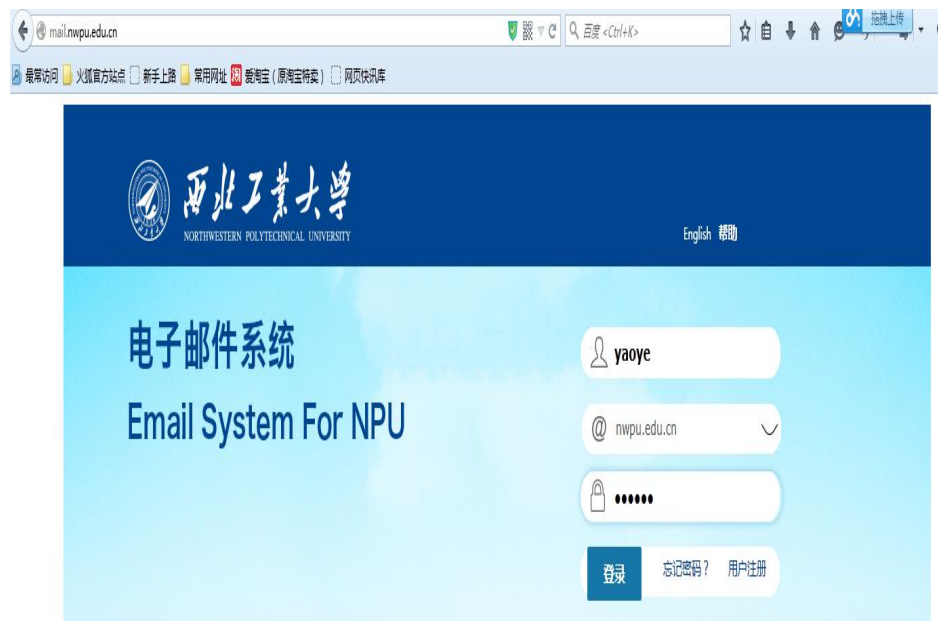 mail.nwpu.edu.cn
百度 <Ctrl+K>
拖拽上传
最常访问 火狐官方站点 新手上路 常用网址 爱淘宝（原淘宝特卖） 网页快讯库
西北工业大学
NORTHWESTERN POLYTECHNICAL UNIVERSITY
English 帮助
电子邮件系统
Email System For NPU
yaoye
@ nwpu.edu.cn
••••••
登录 忘记密码？ 用户注册